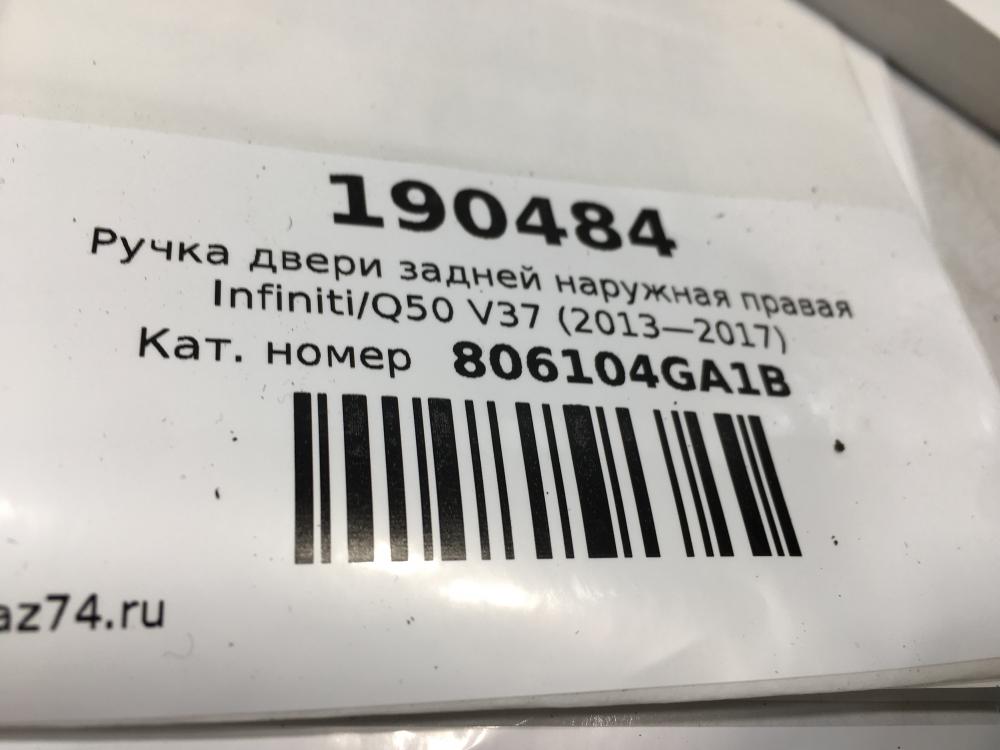 190484
Ручка двери задней наружная правая
Infiniti/Q50 V37 (2013—2017)
Кат. номер 806104GA1B
az74.ru